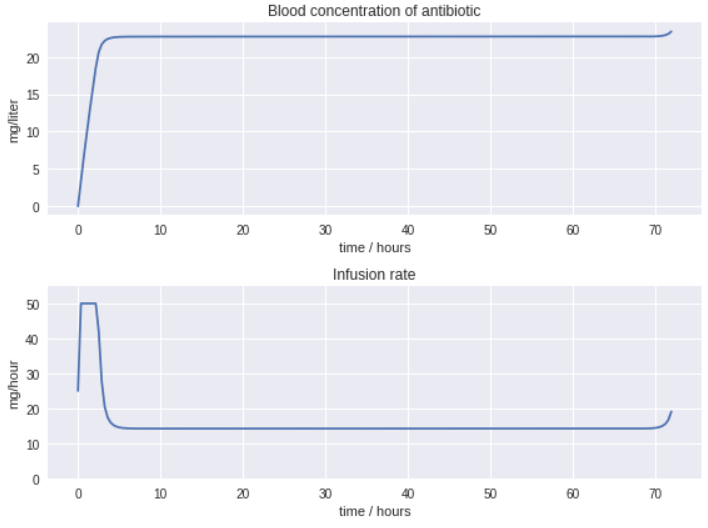 Blood concentration of antibiotic
20
15
10
5
0
mg/liter
0 10 20 30 40 50 60 70
time / hours
Infusion rate
50
40
30
20
10
0
mg/hour
0 10 20 30 40 50 60 70
time / hours